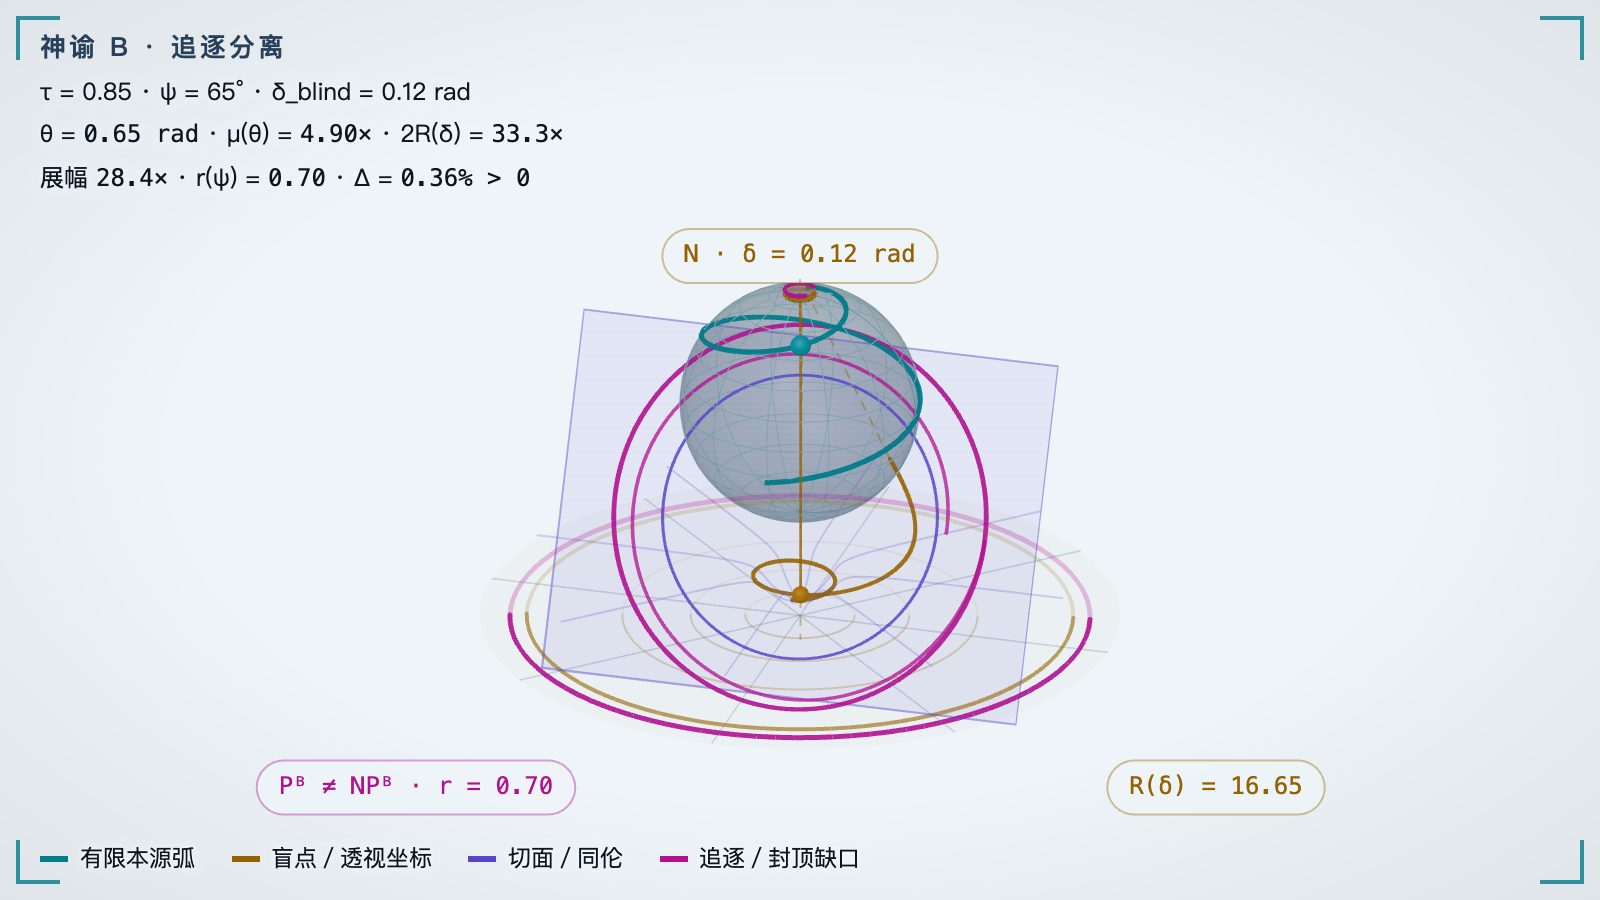 神谕 B · 追逐分离
τ = 0.85 · ψ = 65° · δ_blind = 0.12 rad
θ = 0.65 rad · μ(θ) = 4.90× · 2R(δ) = 33.3×
展幅 28.4× · r(ψ) = 0.70 · Δ = 0.36% > 0
N · δ = 0.12 rad
Pᴮ ≠ NPᴮ · r = 0.70
R(δ) = 16.65
有限本源弧 盲点 / 透视坐标 切面 / 同伦 追逐 / 封顶缺口